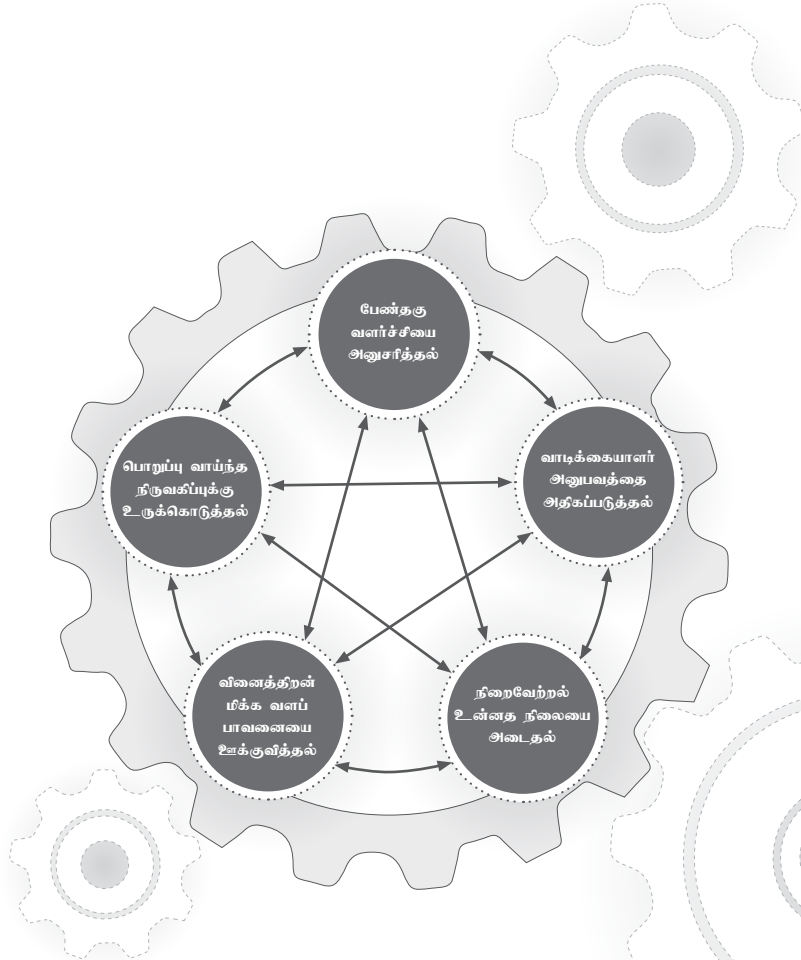 பேண்தகு
வளர்ச்சியை
அனுசரித்தல்
பொறுப்பு வாய்ந்த
நிருவகிப்புக்கு
உருக்கொடுத்தல்
வாடிக்கையாளர்
அனுபவத்தை
அதிகப்படுத்தல்
வினைத்திறன்
மிக்க வளப்
பாவனையை
ஊக்குவித்தல்
நிறைவேற்றல்
உன்னத நிலையை
அடைதல்